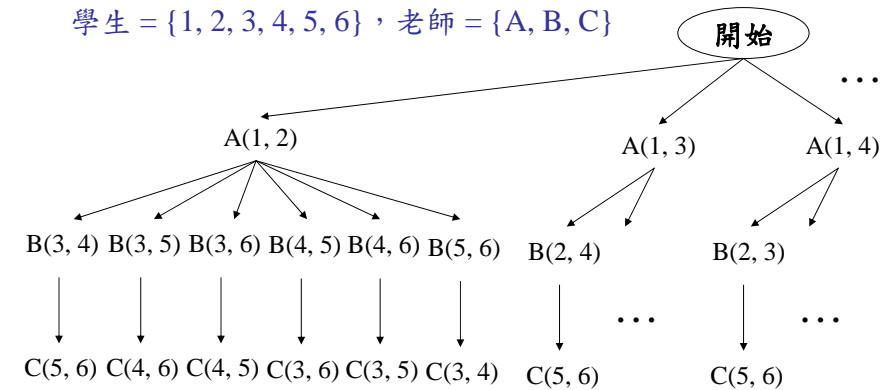 學生 = {1, 2, 3, 4, 5, 6}，老師 = {A, B, C}
開始
…
A(1, 2) A(1, 3) A(1, 4)
B(3, 4) B(3, 5) B(3, 6) B(4, 5) B(4, 6) B(5, 6) B(2, 4) B(2, 3)
… …
C(5, 6) C(4, 6) C(4, 5) C(3, 6) C(3, 5) C(3, 4) C(5, 6) C(5, 6)